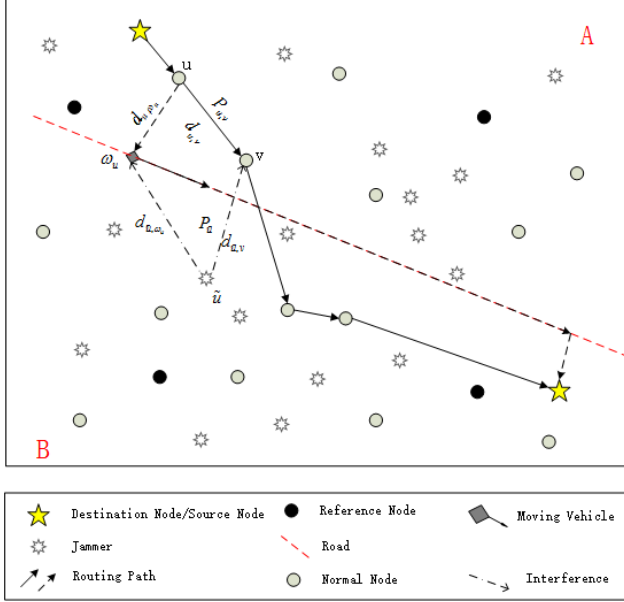 A
u
P_{u,v}
d_{u,ω_u}
d_{u,v}
ω_u
v
d_{ũ,ω_u}
P_ũ
d_{ũ,v}
ũ
B
Destination Node/Source Node
Reference Node
Moving Vehicle
Jammer
Road
Routing Path
Normal Node
Interference